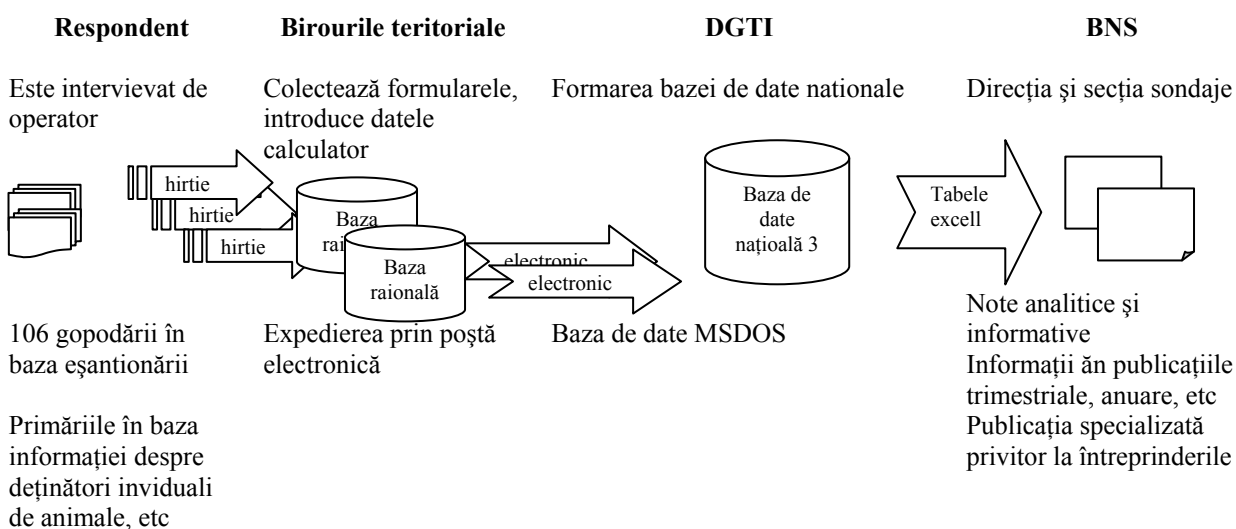 Respondent
Birourile teritoriale
DGTI
BNS
Este intervievat de
operator
Colectează formularele,
introduce datele
calculator
Formarea bazei de date nationale
Direcția şi secția sondaje
hirtie
hirtie
hirtie
Baza
Baza
raională
electronic
electronic
Baza de
date
națioală 3
Tabele
excell
106 gopodării în
baza eşantionării
Primăriile în baza
informației despre
deținători inviduali
de animale, etc
Expedierea prin poştă
electronică
Baza de date MSDOS
Note analitice şi
informative
Informații ăn publicațiile
trimestriale, anuare, etc
Publicația specializată
privitor la întreprinderile